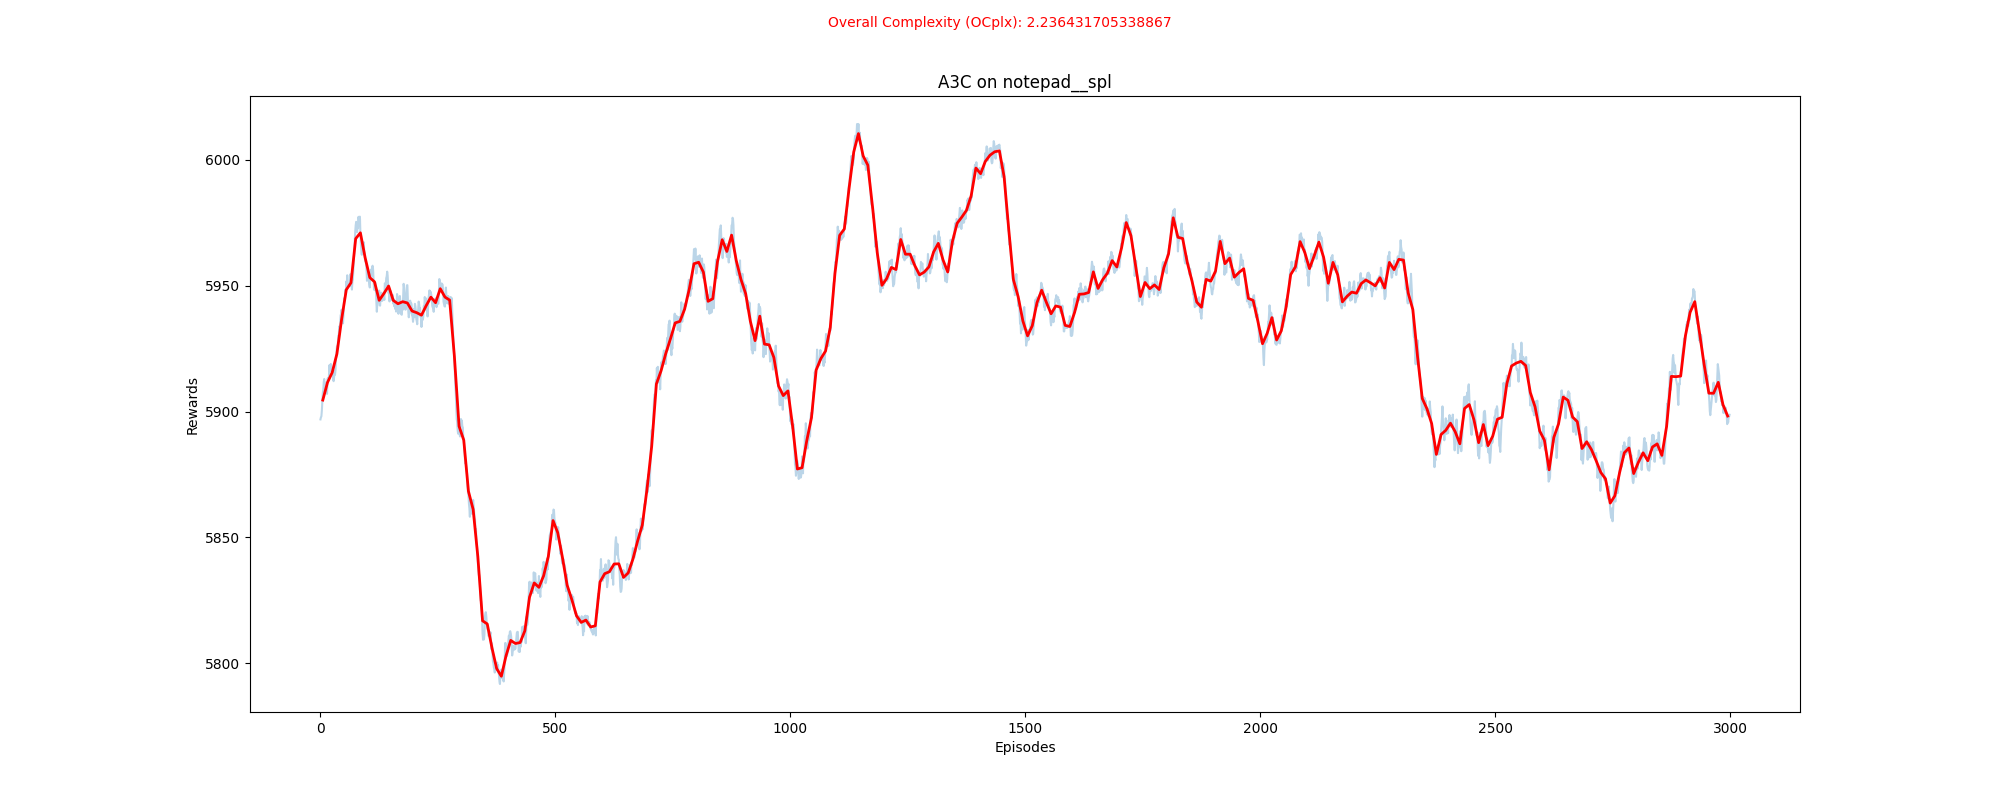 Overall Complexity (OCplx): 2.236431705338867
A3C on notepad__spl
6000
5950
5900
5850
5800
Rewards
0 500 1000 1500 2000 2500 3000
Episodes